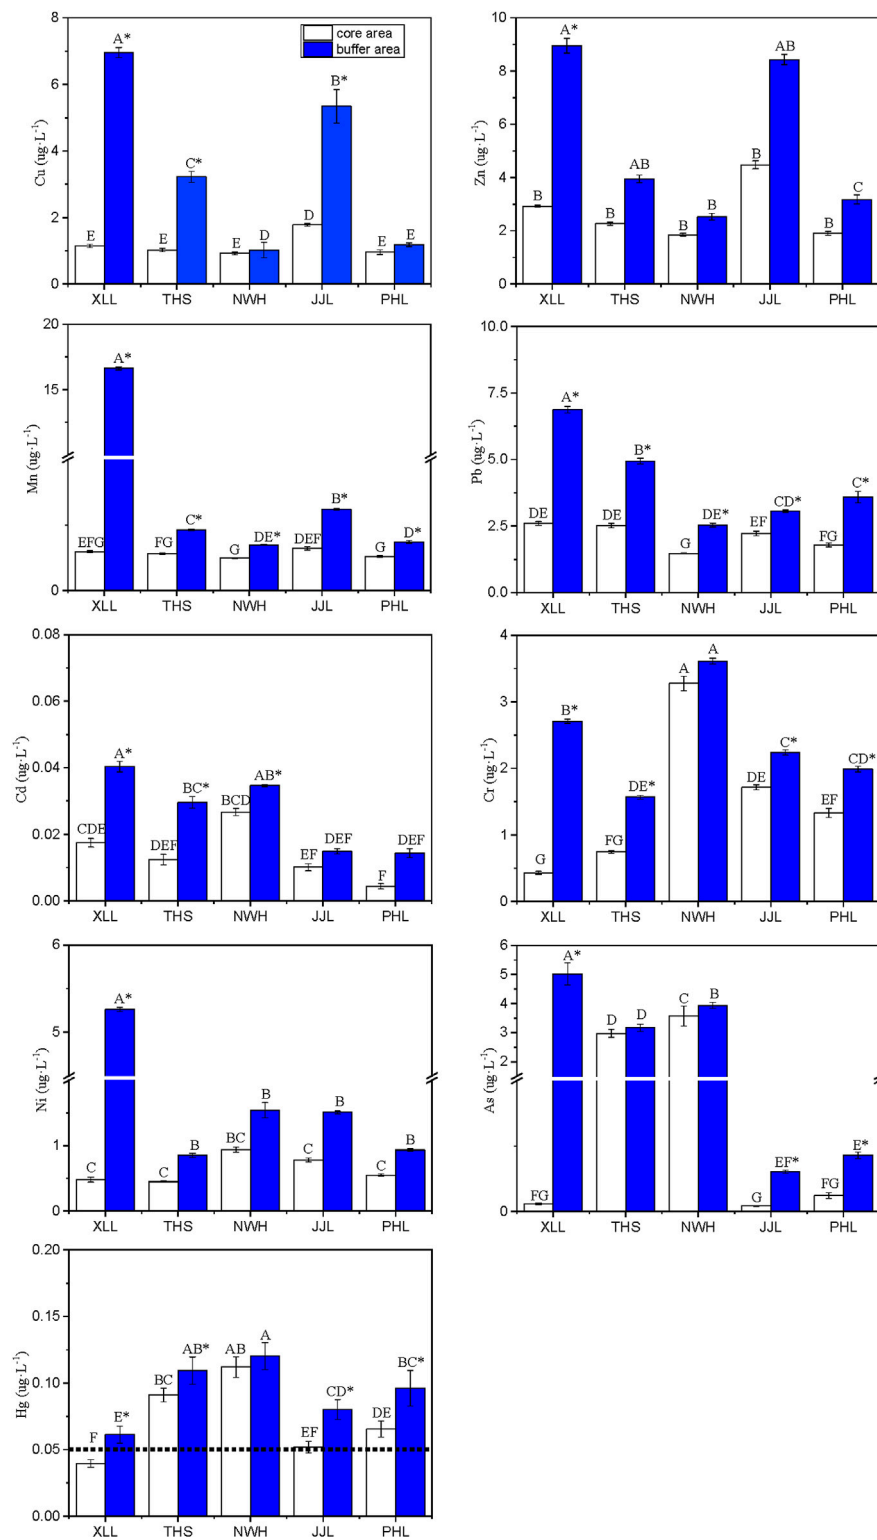 8
6
4
2
0
Cu (ug·L-1)
core area
buffer area
A*
C*
B*
E
E
E
D
D
E
E
XLL
THS
NWH
JJL
PHL
10
8
6
4
2
0
Zn (ug·L-1)
A*
AB
B
B
AB
B
B
B
B
C
XLL
THS
NWH
JJL
PHL
20
15
0
Mn (ug·L-1)
A*
EFG
FG
C*
G
DE*
DEF
B*
G
D*
XLL
THS
NWH
JJL
PHL
10.0
7.5
5.0
2.5
0.0
Pb (ug·L-1)
A*
DE
DE
B*
G
DE*
EF
CD*
FG
C*
XLL
THS
NWH
JJL
PHL
0.08
0.06
0.04
0.02
0.00
Cd (ug·L-1)
CDE
A*
DEF
BC*
BCD
AB*
EF
DEF
F
DEF
XLL
THS
NWH
JJL
PHL
4
3
2
1
0
Cr (ug·L-1)
G
B*
FG
DE*
A
A
DE
C*
EF
CD*
XLL
THS
NWH
JJL
PHL
6
5
1
0
Ni (ug·L-1)
C
A*
C
B
BC
B
C
B
C
B
XLL
THS
NWH
JJL
PHL
6
5
4
3
2
0
As (ug·L-1)
FG
A*
D
D
C
B
G
EF*
FG
E*
XLL
THS
NWH
JJL
PHL
0.20
0.15
0.10
0.05
0.00
Hg (ug·L-1)
F
E*
BC
AB*
AB
A
EF
CD*
DE
BC*
XLL
THS
NWH
JJL
PHL